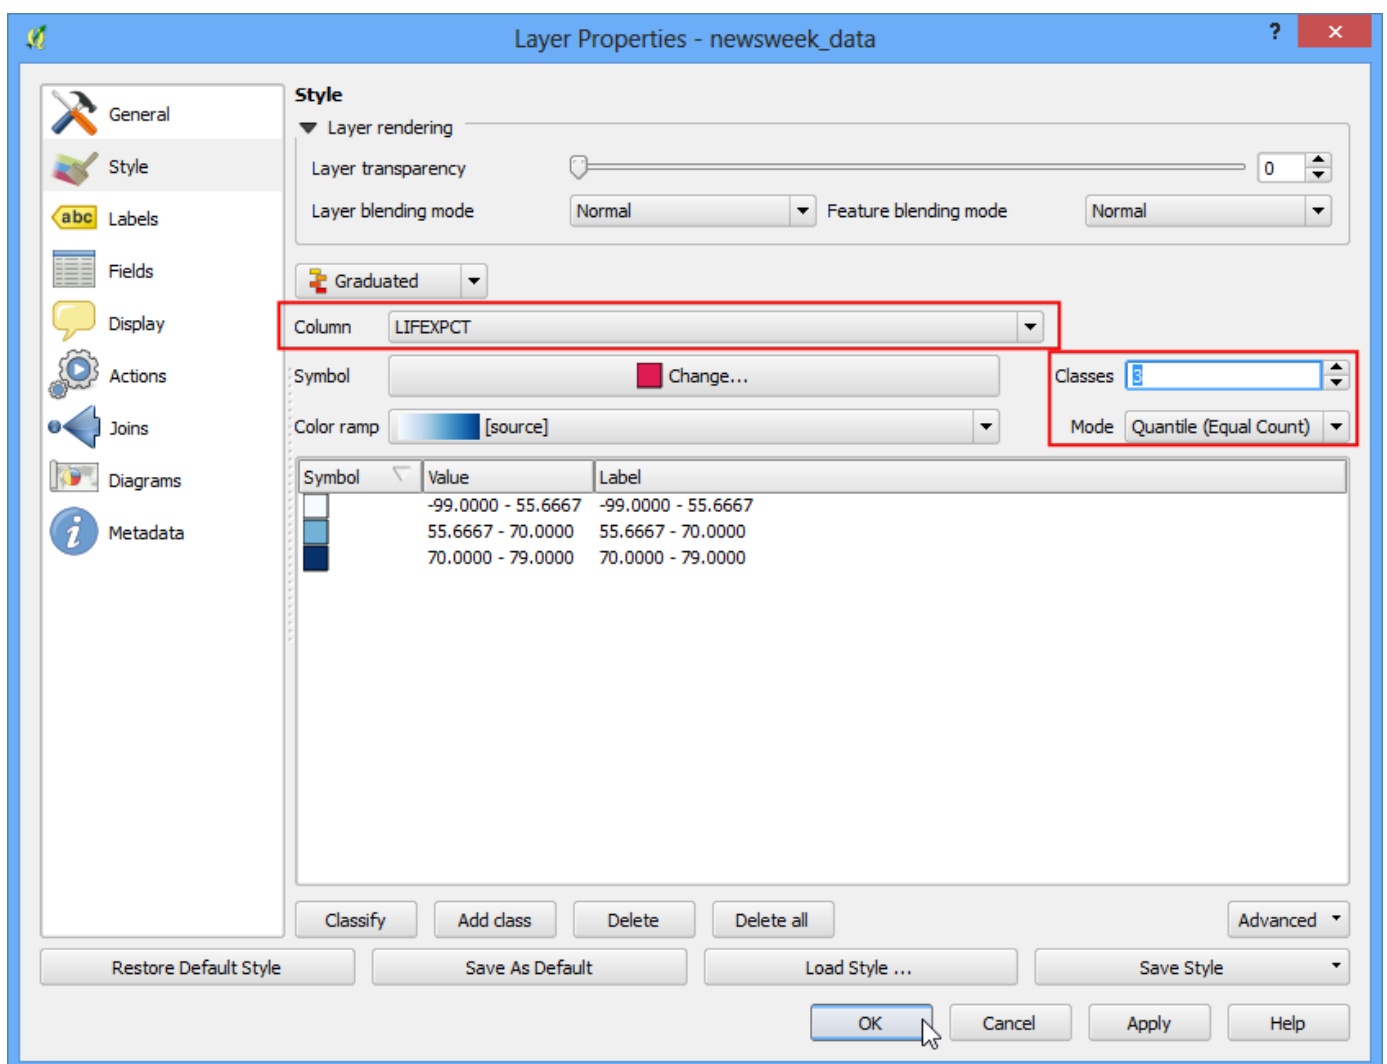 Layer Properties - newsweek_data
?
General
Style
abc Labels
Fields
Display
Actions
Joins
Diagrams
Metadata
Style
Layer rendering
Layer transparency 0
Layer blending mode Normal Feature blending mode Normal
Graduated
Column LIFEXPCT
Symbol Change... Classes 3
Color ramp [source] Mode Quantile (Equal Count)
Symbol Value Label
-99.0000 - 55.6667 -99.0000 - 55.6667
55.6667 - 70.0000 55.6667 - 70.0000
70.0000 - 79.0000 70.0000 - 79.0000
Classify Add class Delete Delete all Advanced
Restore Default Style Save As Default Load Style ... Save Style
OK Cancel Apply Help